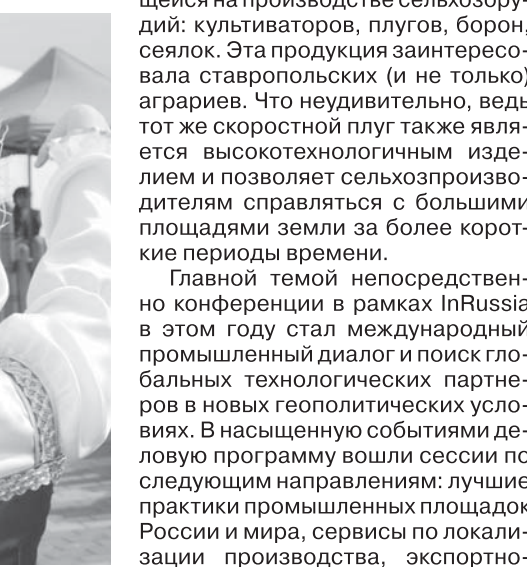 щейся на производстве сельхозору-
дий: культиваторов, плугов, борон,
сеялок. Эта продукция заинтересо-
вала ставропольских (и не только)
аграриев. Что неудивительно, ведь
тот же скоростной плуг также явля-
ется высокотехнологичным изде-
лием и позволяет сельхозпроизво-
дителям справляться с большими
площадями земли за более корот-
кие периоды времени.
Главной темой непосредствен-
но конференции в рамках InRussia
в этом году стал международный
промышленный диалог и поиск гло-
бальных технологических партне-
ров в новых геополитических усло-
виях. В насыщенную событиями де-
ловую программу вошли сессии по
следующим направлениям: лучшие
практики промышленных площадок
России и мира, сервисы по локали-
зации производства, экспортно-